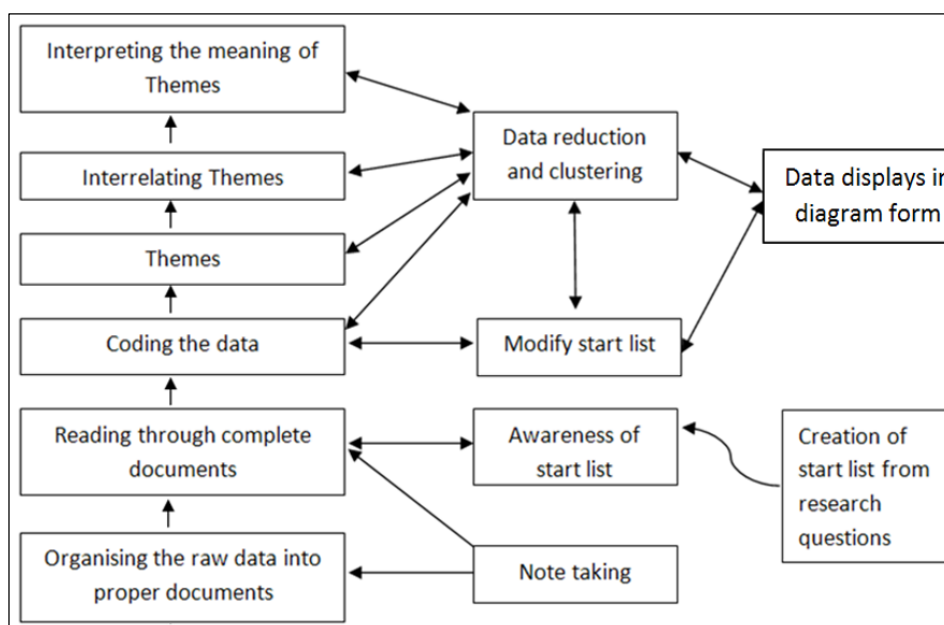 Interpreting the meaning of
Themes
Interrelating Themes
Themes
Coding the data
Reading through complete
documents
Organising the raw data into
proper documents
Data reduction
and clustering
Modify start list
Awareness of
start list
Note taking
Data displays in
diagram form
Creation of
start list from
research
questions